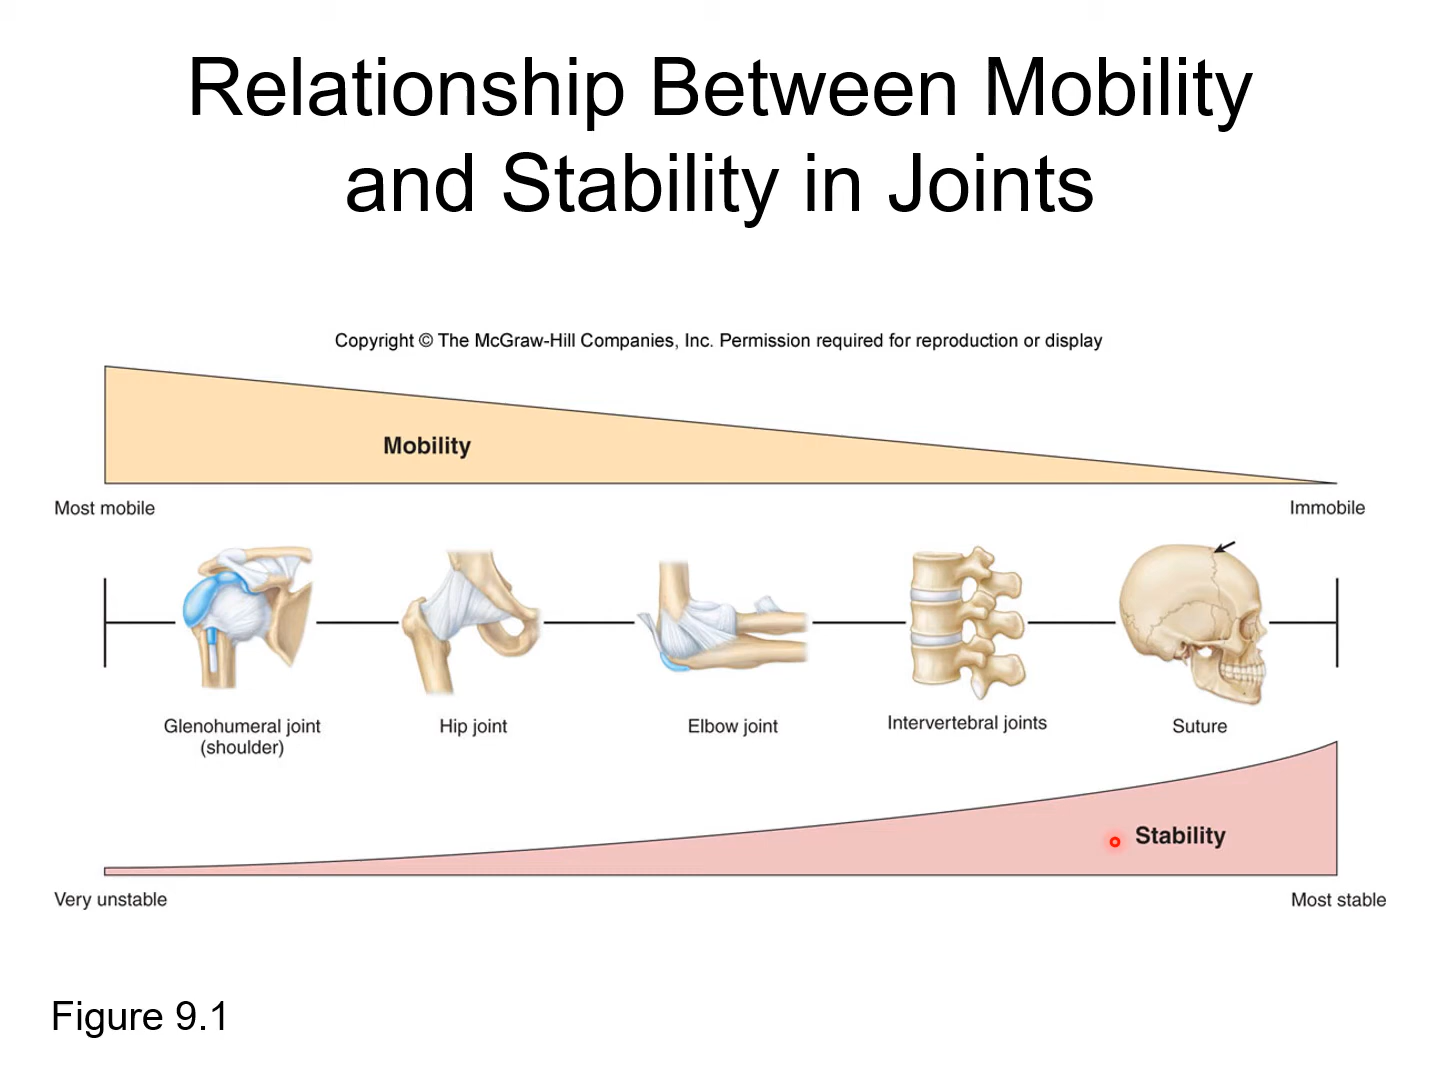 Relationship Between Mobility
and Stability in Joints
Copyright © The McGraw-Hill Companies, Inc. Permission required for reproduction or display
Mobility
Most mobile
Immobile
Glenohumeral joint
(shoulder)
Hip joint
Elbow joint
Intervertebral joints
Suture
Stability
Very unstable
Most stable
Figure 9.1